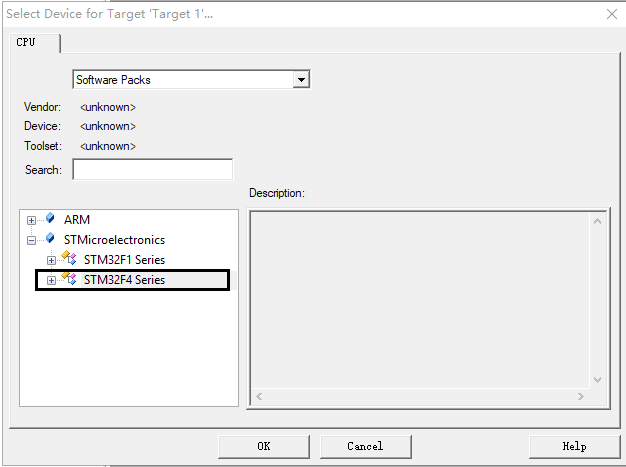 Select Device for Target 'Target 1'...
CPU
Software Packs
Vendor: <unknown>
Device: <unknown>
Toolset: <unknown>
Search:
Description:
ARM
STMicroelectronics
STM32F1 Series
STM32F4 Series
OK Cancel Help